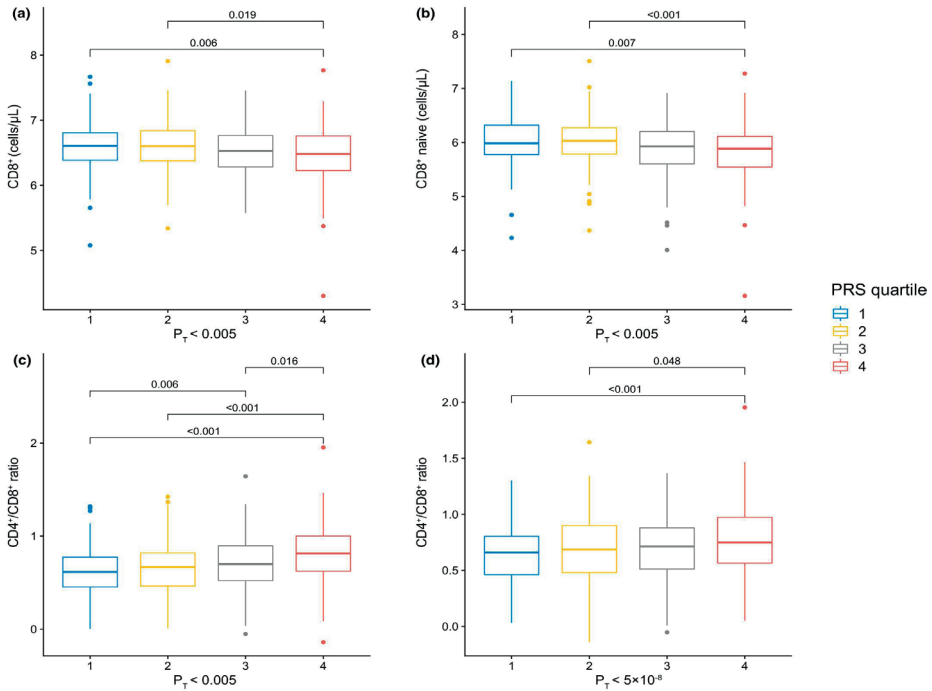 (a)
0.019
0.006
8
7
6
5
CD8⁺ (cells/µL)
1 2 3 4
P_T < 0.005
(b)
<0.001
0.007
8
7
6
5
4
3
CD8⁺ naive (cells/µL)
1 2 3 4
P_T < 0.005
(c)
0.016
0.006
<0.001
<0.001
2
1
0
CD4⁺/CD8⁺ ratio
1 2 3 4
P_T < 0.005
(d)
0.048
<0.001
2.0
1.5
1.0
0.5
0.0
CD4⁺/CD8⁺ ratio
1 2 3 4
P_T < 5×10⁻⁸
PRS quartile
1
2
3
4